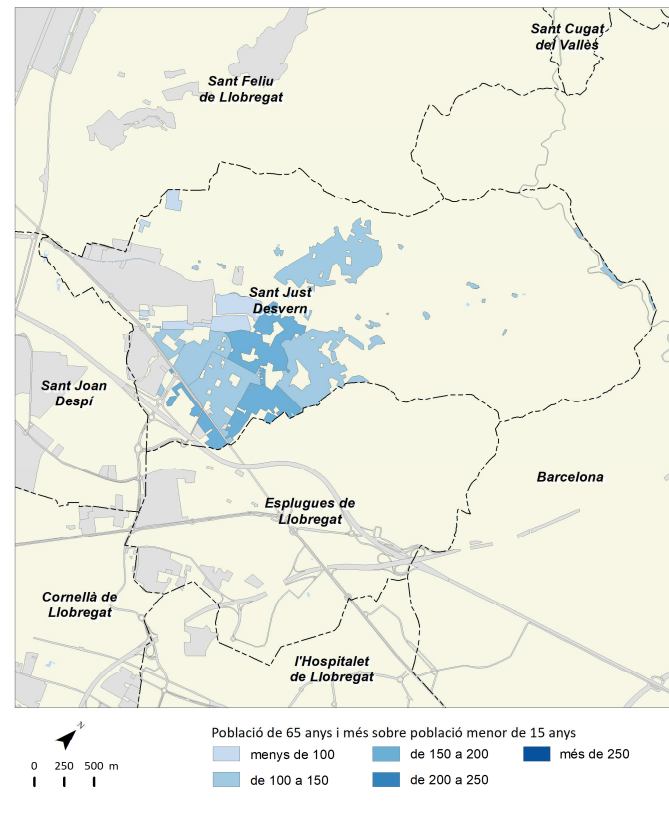 Sant Cugat
del Vallès
Sant Feliu
de Llobregat
Sant Just
Desvern
Sant Joan
Despí
Barcelona
Esplugues de
Llobregat
Cornellà de
Llobregat
l'Hospitalet
de Llobregat
N
Població de 65 anys i més sobre població menor de 15 anys
menys de 100
de 150 a 200
més de 250
0 250 500 m
de 100 a 150
de 200 a 250